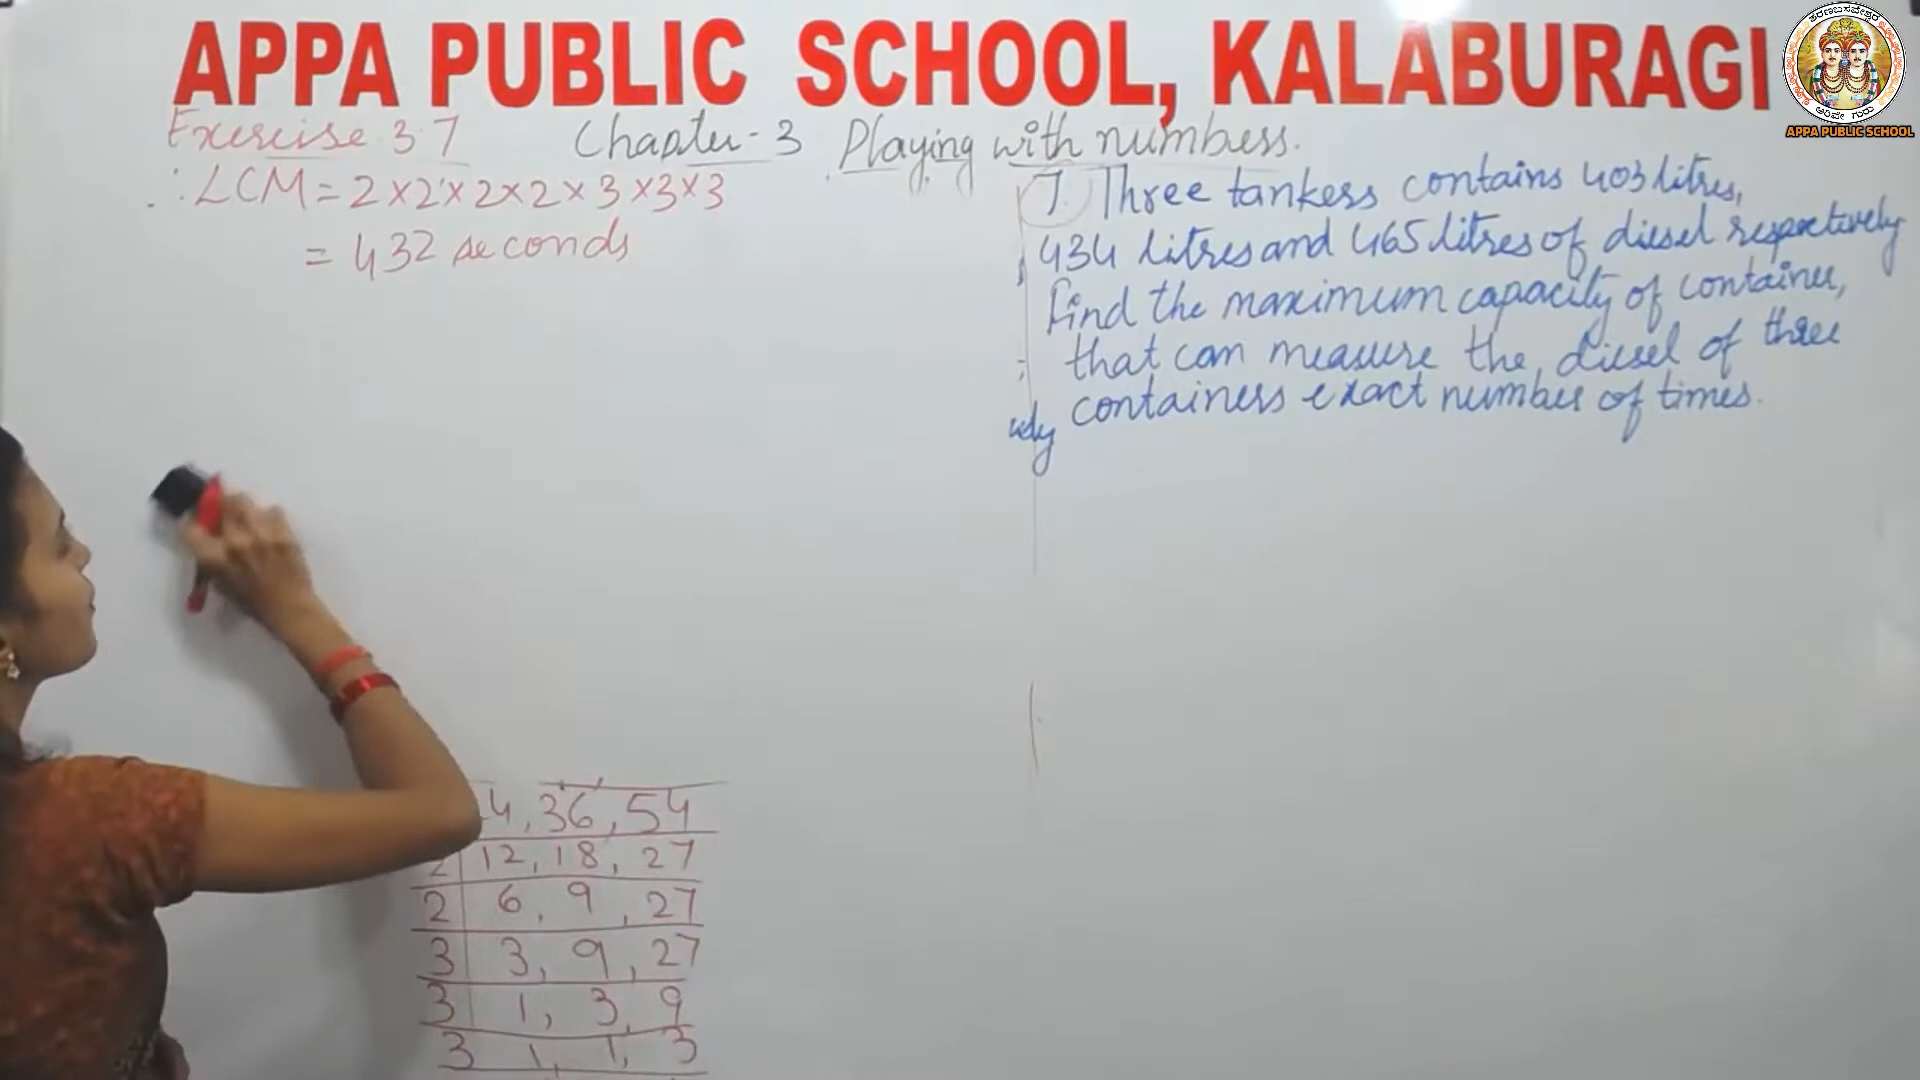 APPA PUBLIC SCHOOL, KALABURAGI
APPA PUBLIC SCHOOL
Exercise 3.7 Chapter-3 Playing with numbers.
∴ LCM = 2 × 2 × 2 × 2 × 3 × 3 × 3
= 432 seconds
7. Three tankers contains 403 litres,
434 litres and 465 litres of diesel respectively
Find the maximum capacity of container,
that can measure the diesel of three
containers exact number of times.
4, 36, 54
2 12, 18, 27
2 6, 9, 27
3 3, 9, 27
3 1, 3, 9
3 1, 1, 3